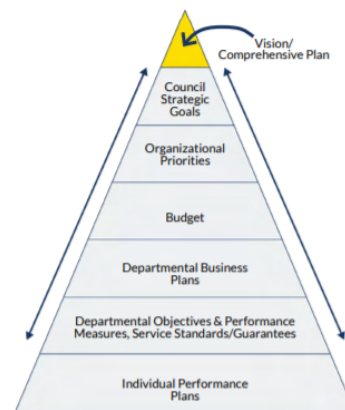 Vision/
Comprehensive Plan
Council
Strategic
Goals
Organizational
Priorities
Budget
Departmental Business
Plans
Departmental Objectives & Performance
Measures, Service Standards/Guarantees
Individual Performance
Plans